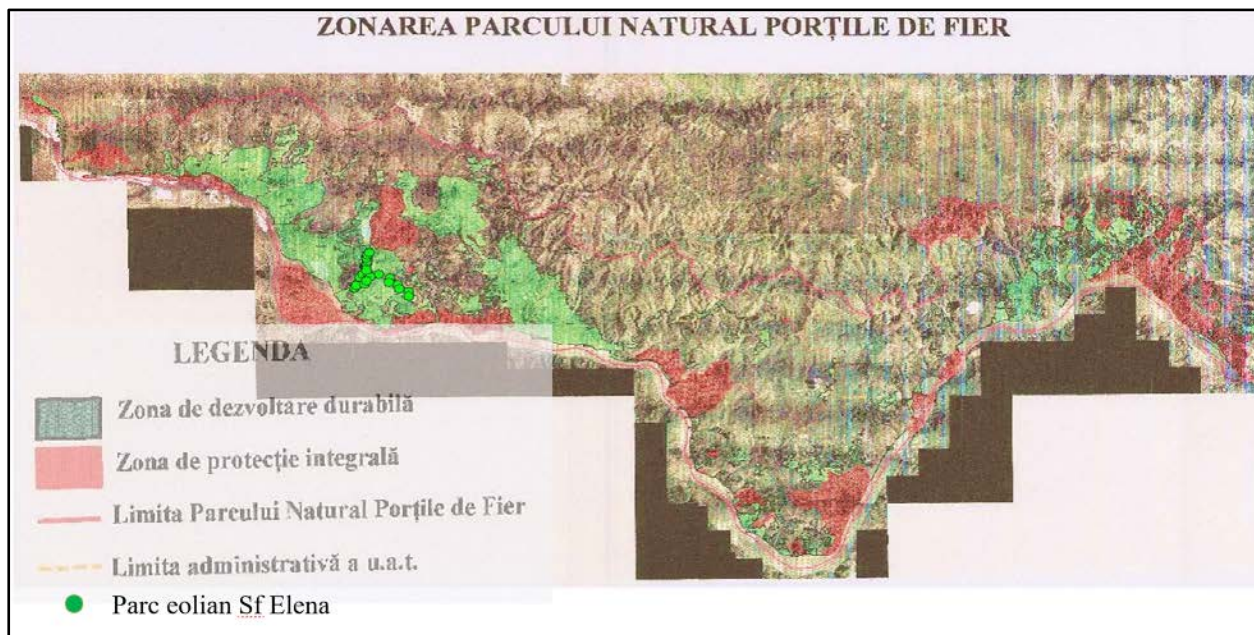 ZONAREA PARCULUI NATURAL PORȚILE DE FIER
LEGENDA
Zona de dezvoltare durabilă
Zona de protecție integrală
Limita Parcului Natural Porțile de Fier
Limita administrativă a u.a.t.
Parc eolian Sf Elena